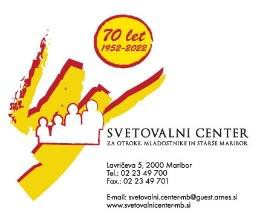 70 let
1952-2022
SVETOVALNI CENTER
ZA OTROKE, MLADOSTNIKE IN STARŠE MARIBOR
Lavričeva 5, 2000 Maribor
Tel.: 02 23 49 700
Fax.: 02 23 49 701
E-mail: svetovalni.center-mb@guest.arnes.si
www.svetovalnicenter-mb.si